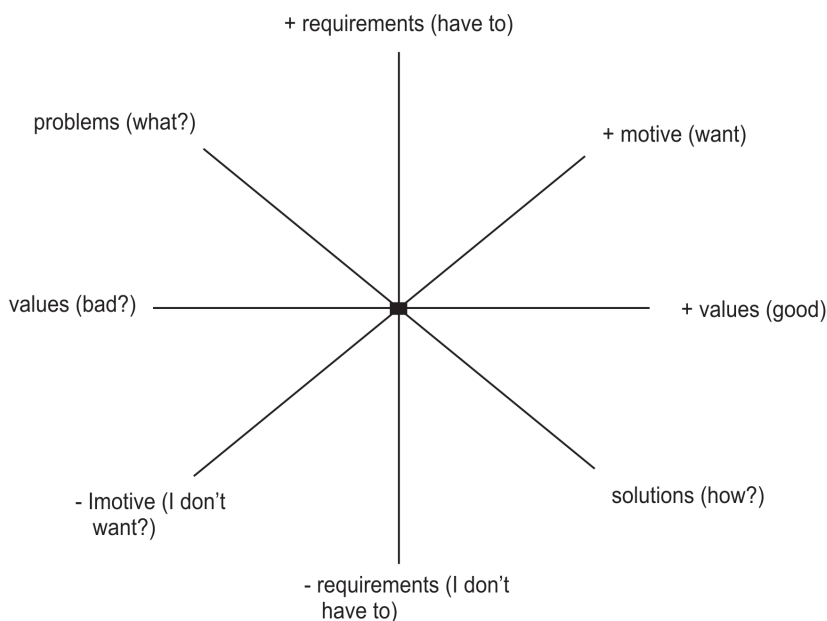 + requirements (have to)
problems (what?)
+ motive (want)
values (bad?)
+ values (good)
- Imotive (I don't
want?)
solutions (how?)
- requirements (I don't
have to)